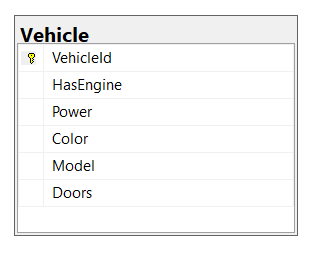 Vehicle
VehicleId
HasEngine
Power
Color
Model
Doors